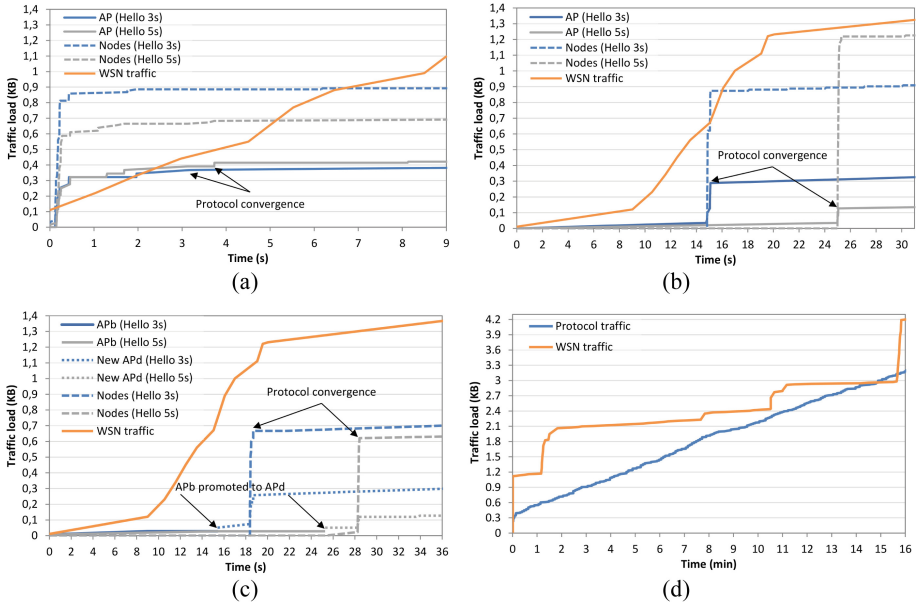 1,4
1,3
1,2
1,1
1
0,9
0,8
0,7
0,6
0,5
0,4
0,3
0,2
0,1
0
Traffic load (KB)
AP (Hello 3s)
AP (Hello 5s)
Nodes (Hello 3s)
Nodes (Hello 5s)
WSN traffic
Protocol convergence
0 1 2 3 4 5 6 7 8 9
Time (s)
(a)
1,4
1,3
1,2
1,1
1
0,9
0,8
0,7
0,6
0,5
0,4
0,3
0,2
0,1
0
Traffic load (KB)
AP (Hello 3s)
AP (Hello 5s)
Nodes (Hello 3s)
Nodes (Hello 5s)
WSN traffic
Protocol convergence
0 2 4 6 8 10 12 14 16 18 20 22 24 26 28 30
Time (s)
(b)
1,4
1,3
1,2
1,1
1
0,9
0,8
0,7
0,6
0,5
0,4
0,3
0,2
0,1
0
Traffic load (KB)
APb (Hello 3s)
APb (Hello 5s)
New APd (Hello 3s)
New APd (Hello 5s)
Nodes (Hello 3s)
Nodes (Hello 5s)
WSN traffic
Protocol convergence
APb promoted to APd
0 2 4 6 8 10 12 14 16 18 20 22 24 26 28 30 32 34 36
Time (s)
(c)
4.2
3.6
3.3
3
2.7
2.4
2.1
1.8
1.5
1.2
0.9
0.6
0.3
0
Traffic load (KB)
Protocol traffic
WSN traffic
0 1 2 3 4 5 6 7 8 9 10 11 12 13 14 15 16
Time (min)
(d)